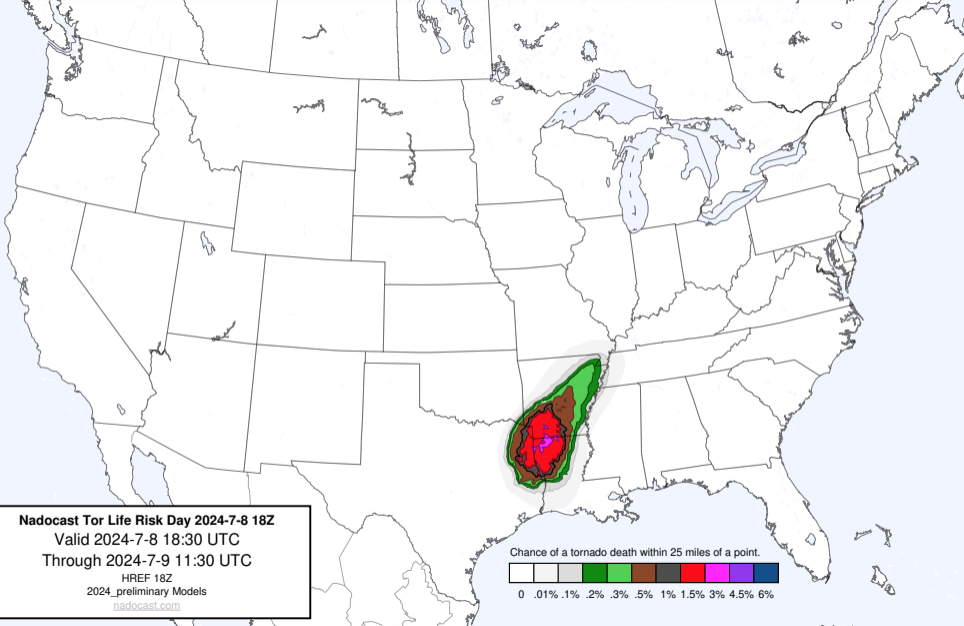 Nadocast Tor Life Risk Day 2024-7-8 18Z
Valid 2024-7-8 18:30 UTC
Through 2024-7-9 11:30 UTC
HREF 18Z
2024_preliminary Models
nadocast.com
Chance of a tornado death within 25 miles of a point.
0 .01% .1% .2% .3% .5% 1% 1.5% 3% 4.5% 6%